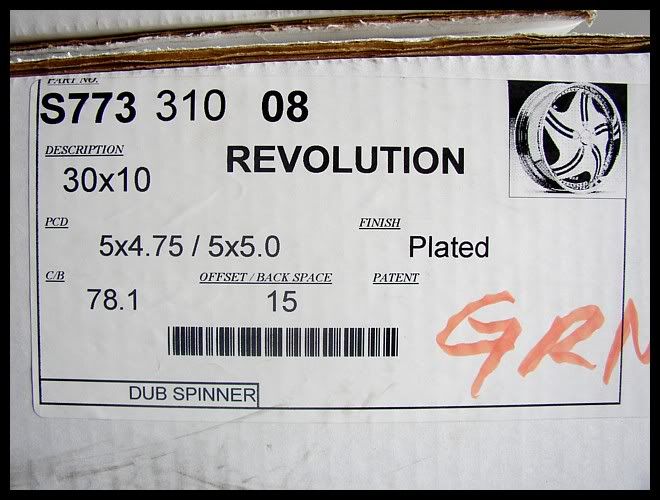 PART NO.
S773 310 08
DESCRIPTION
REVOLUTION
30x10
PCD
5x4.75 / 5x5.0
FINISH
Plated
C/B
78.1
OFFSET / BACK SPACE
15
PATENT
GRM
DUB SPINNER